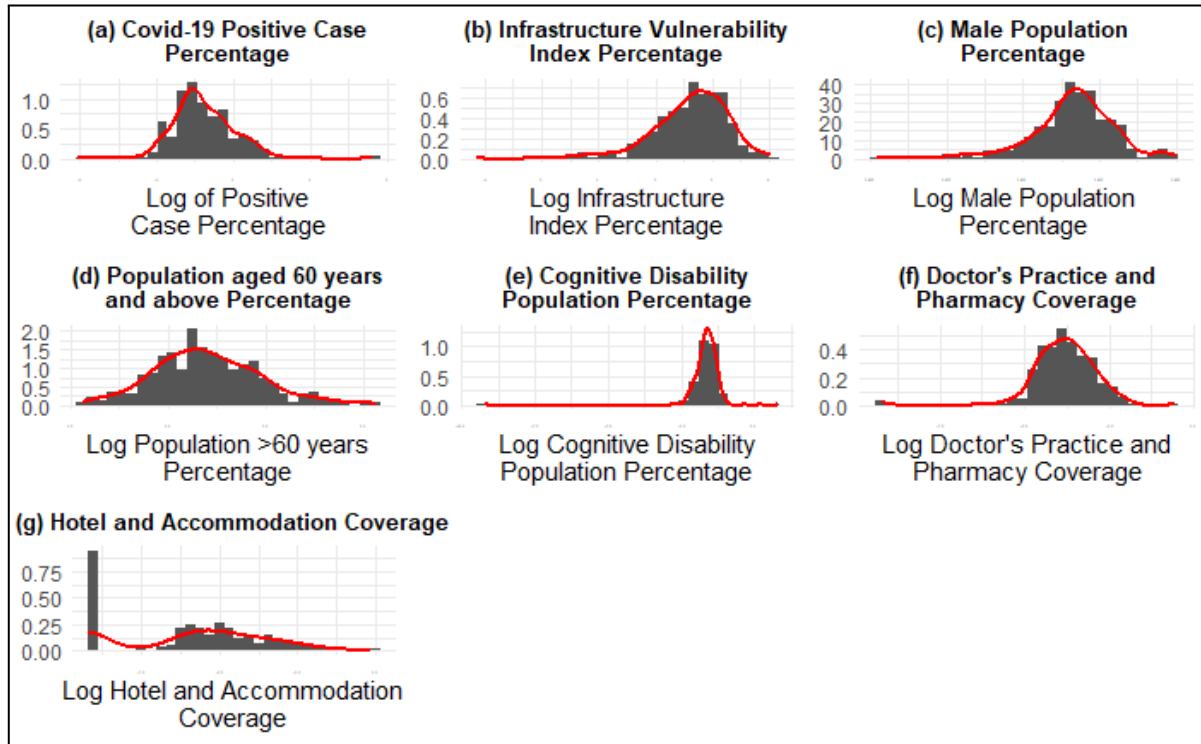 (a) Covid-19 Positive Case
Percentage
1.0
0.5
0.0
Log of Positive
Case Percentage
(b) Infrastructure Vulnerability
Index Percentage
0.6
0.4
0.2
0.0
Log Infrastructure
Index Percentage
(c) Male Population
Percentage
40
30
20
10
0
Log Male Population
Percentage
(d) Population aged 60 years
and above Percentage
2.0
1.5
1.0
0.5
0.0
Log Population >60 years
Percentage
(e) Cognitive Disability
Population Percentage
1.0
0.5
0.0
Log Cognitive Disability
Population Percentage
(f) Doctor's Practice and
Pharmacy Coverage
0.4
0.2
0.0
Log Doctor's Practice and
Pharmacy Coverage
(g) Hotel and Accommodation Coverage
0.75
0.50
0.25
0.00
Log Hotel and Accommodation
Coverage